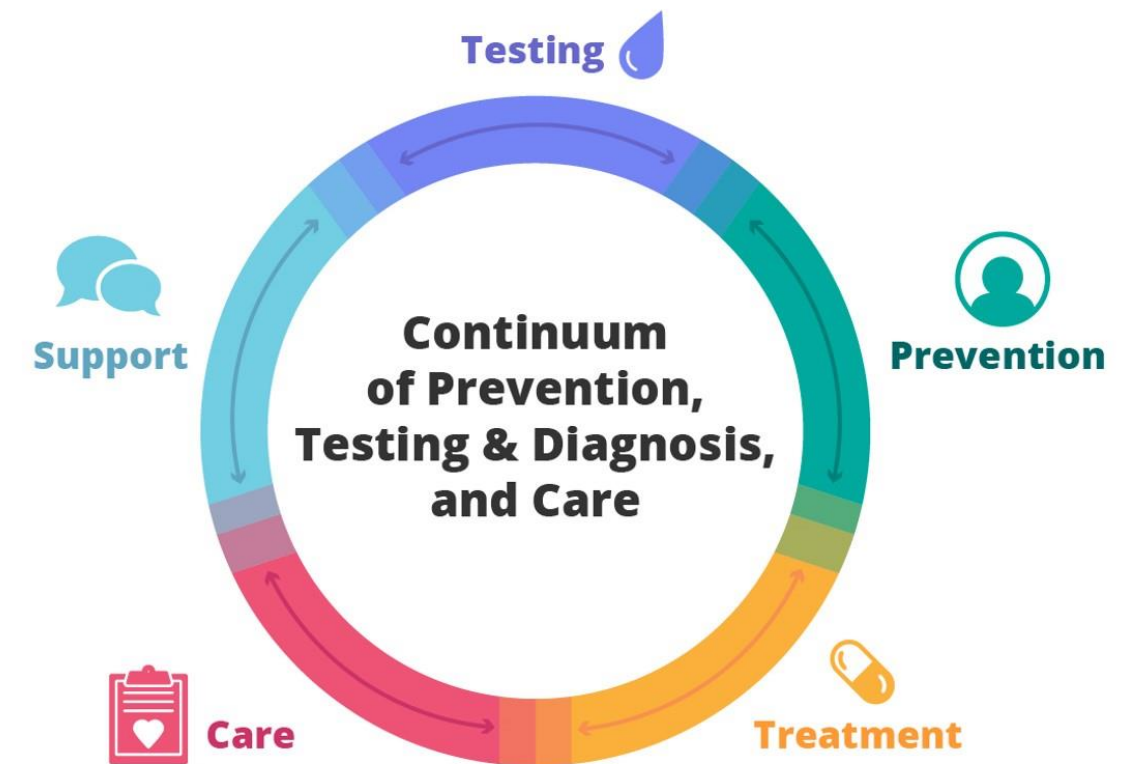 Testing
Support
Continuum
of Prevention,
Testing & Diagnosis,
and Care
Prevention
Care
Treatment